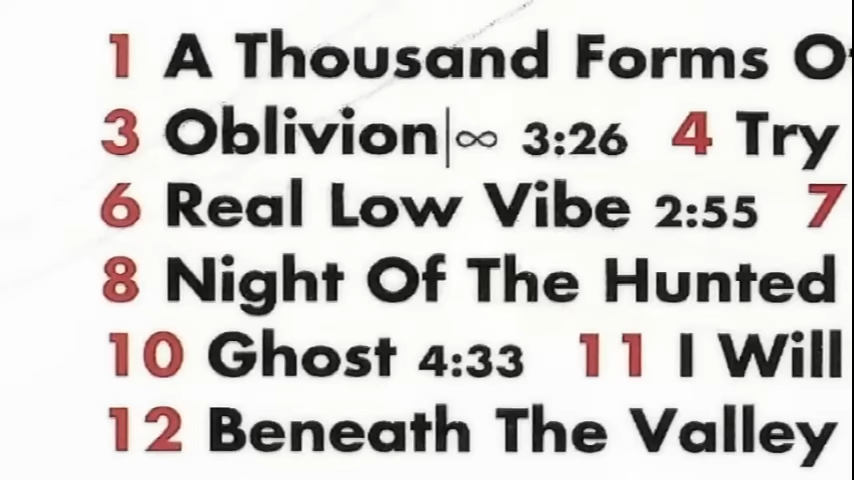 1 A Thousand Forms O
3 Oblivion|∞ 3:26 4 Try
6 Real Low Vibe 2:55 7
8 Night Of The Hunted
10 Ghost 4:33 11 I Will
12 Beneath The Valley